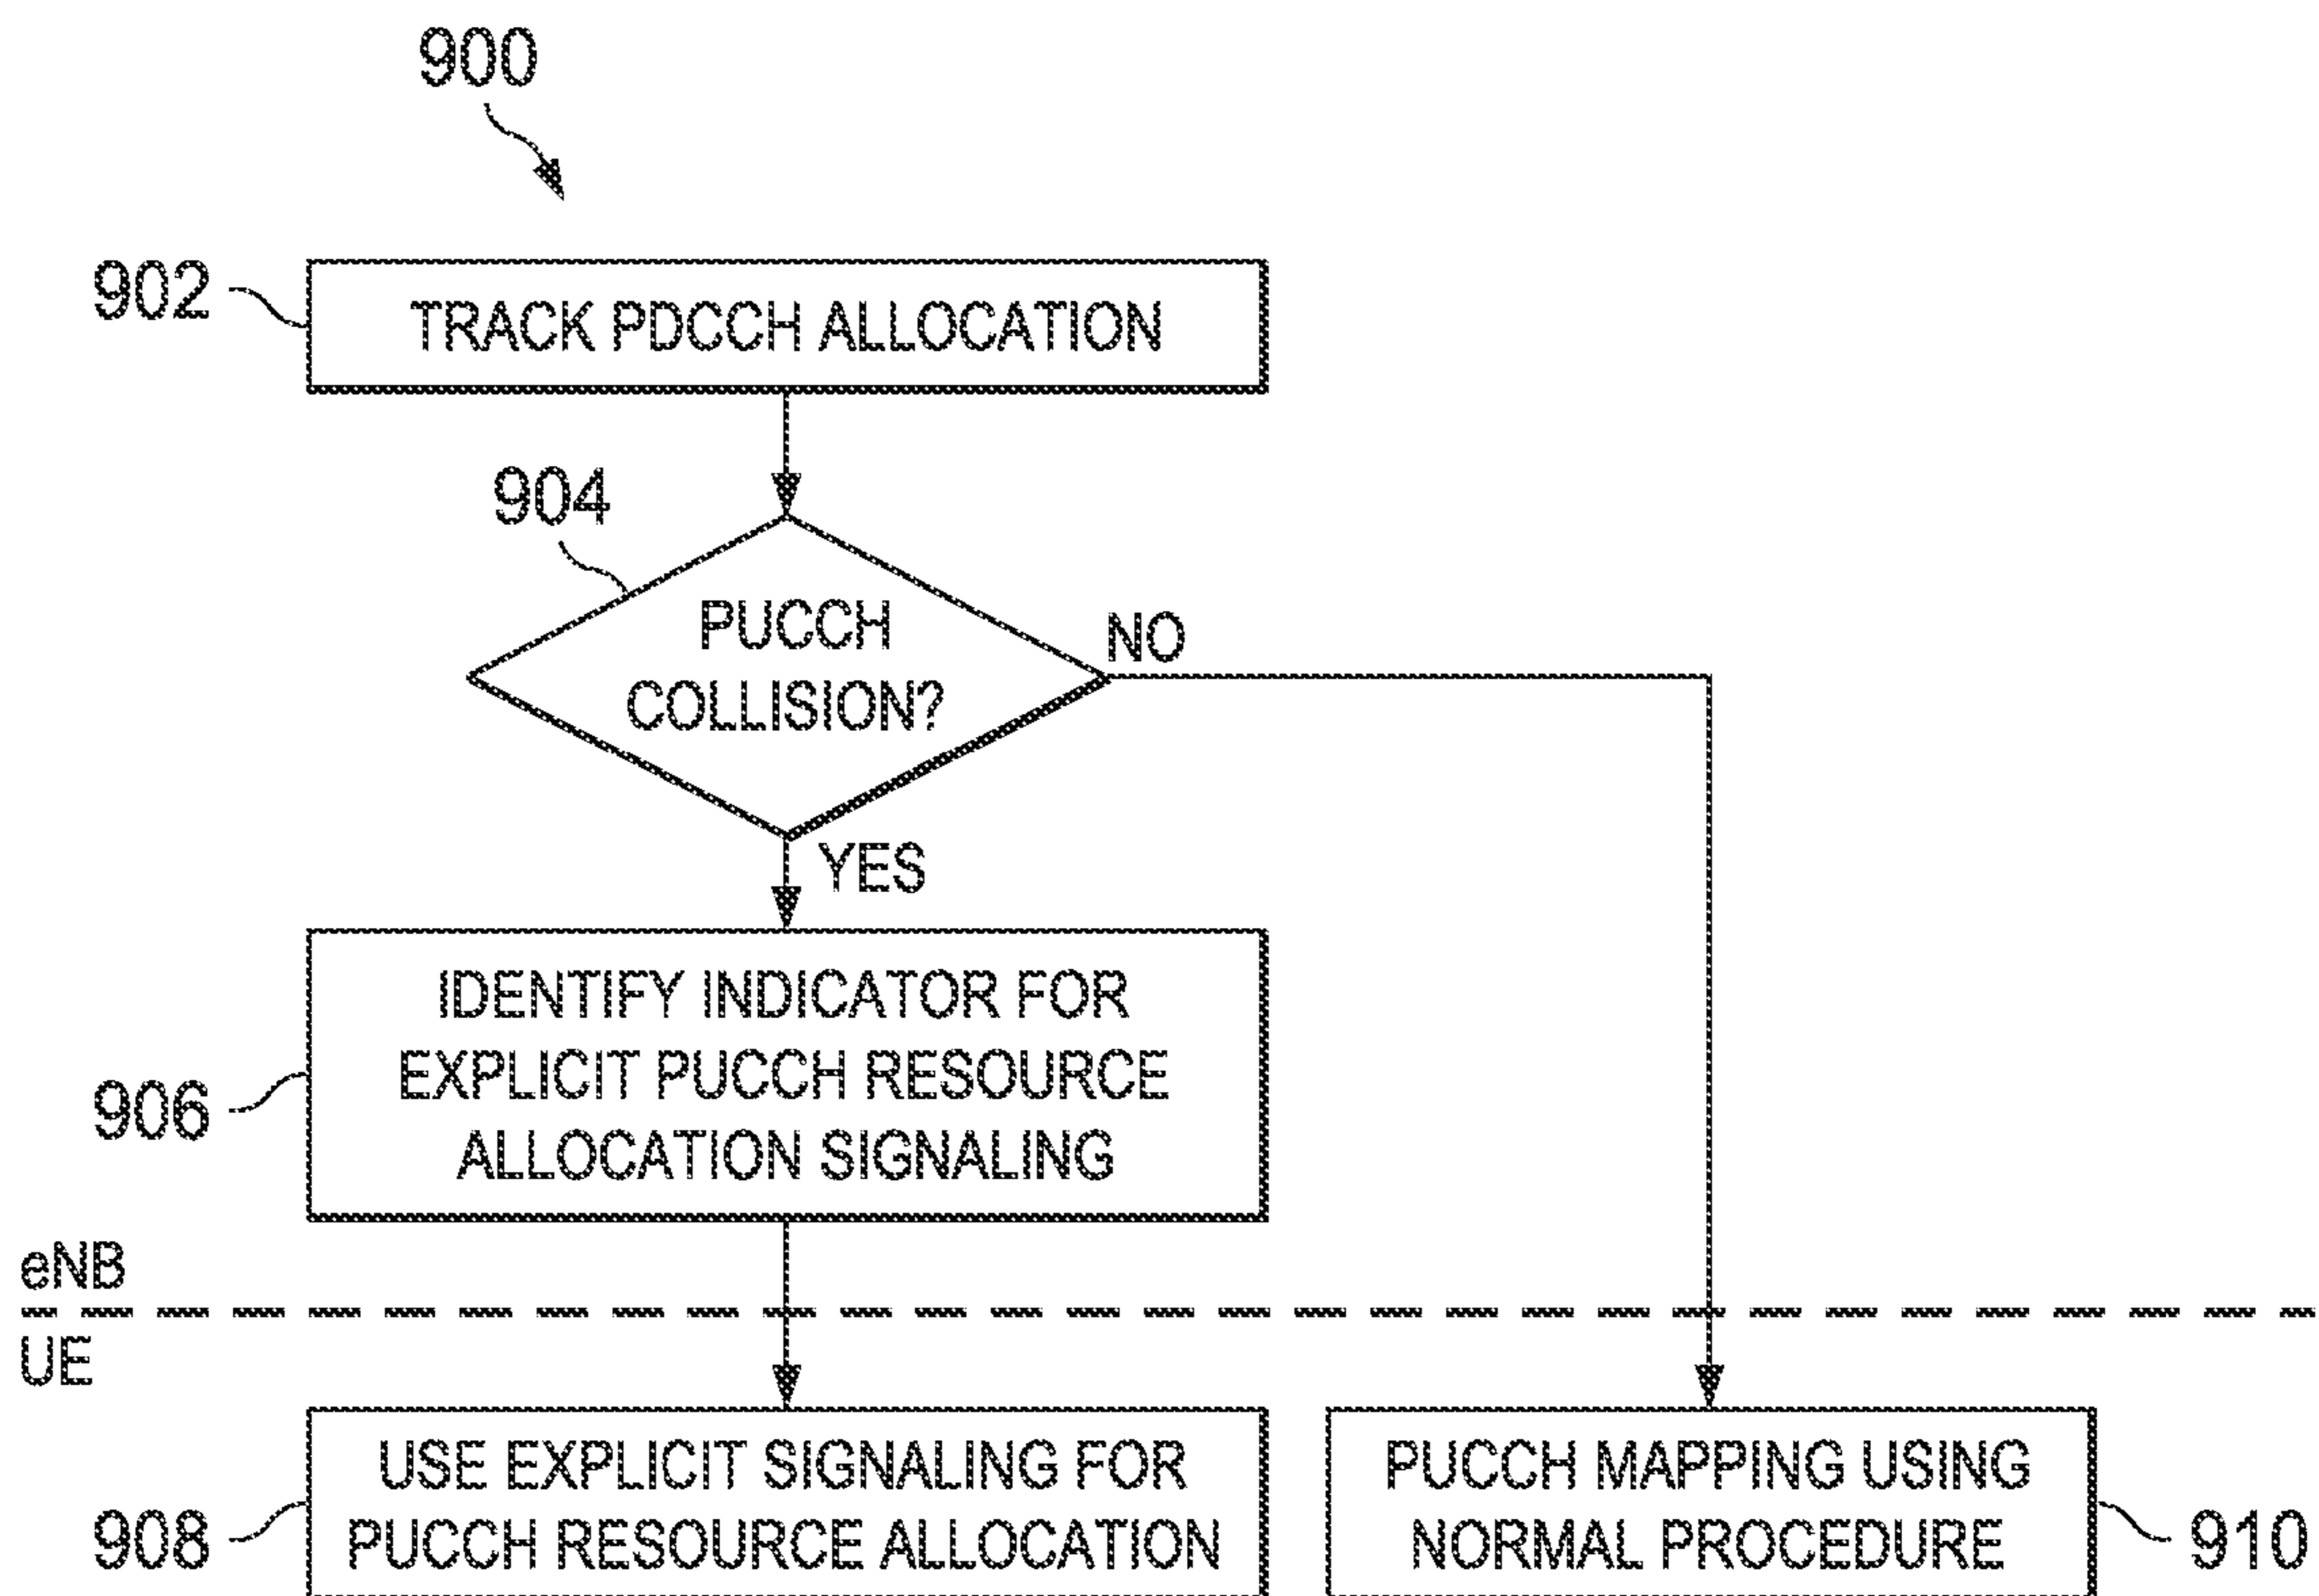 900
902
TRACK PDCCH ALLOCATION
904
PUCCH
COLLISION?
NO
YES
906
IDENTIFY INDICATOR FOR
EXPLICIT PUCCH RESOURCE
ALLOCATION SIGNALING
eNB
UE
908
USE EXPLICIT SIGNALING FOR
PUCCH RESOURCE ALLOCATION
PUCCH MAPPING USING
NORMAL PROCEDURE
910